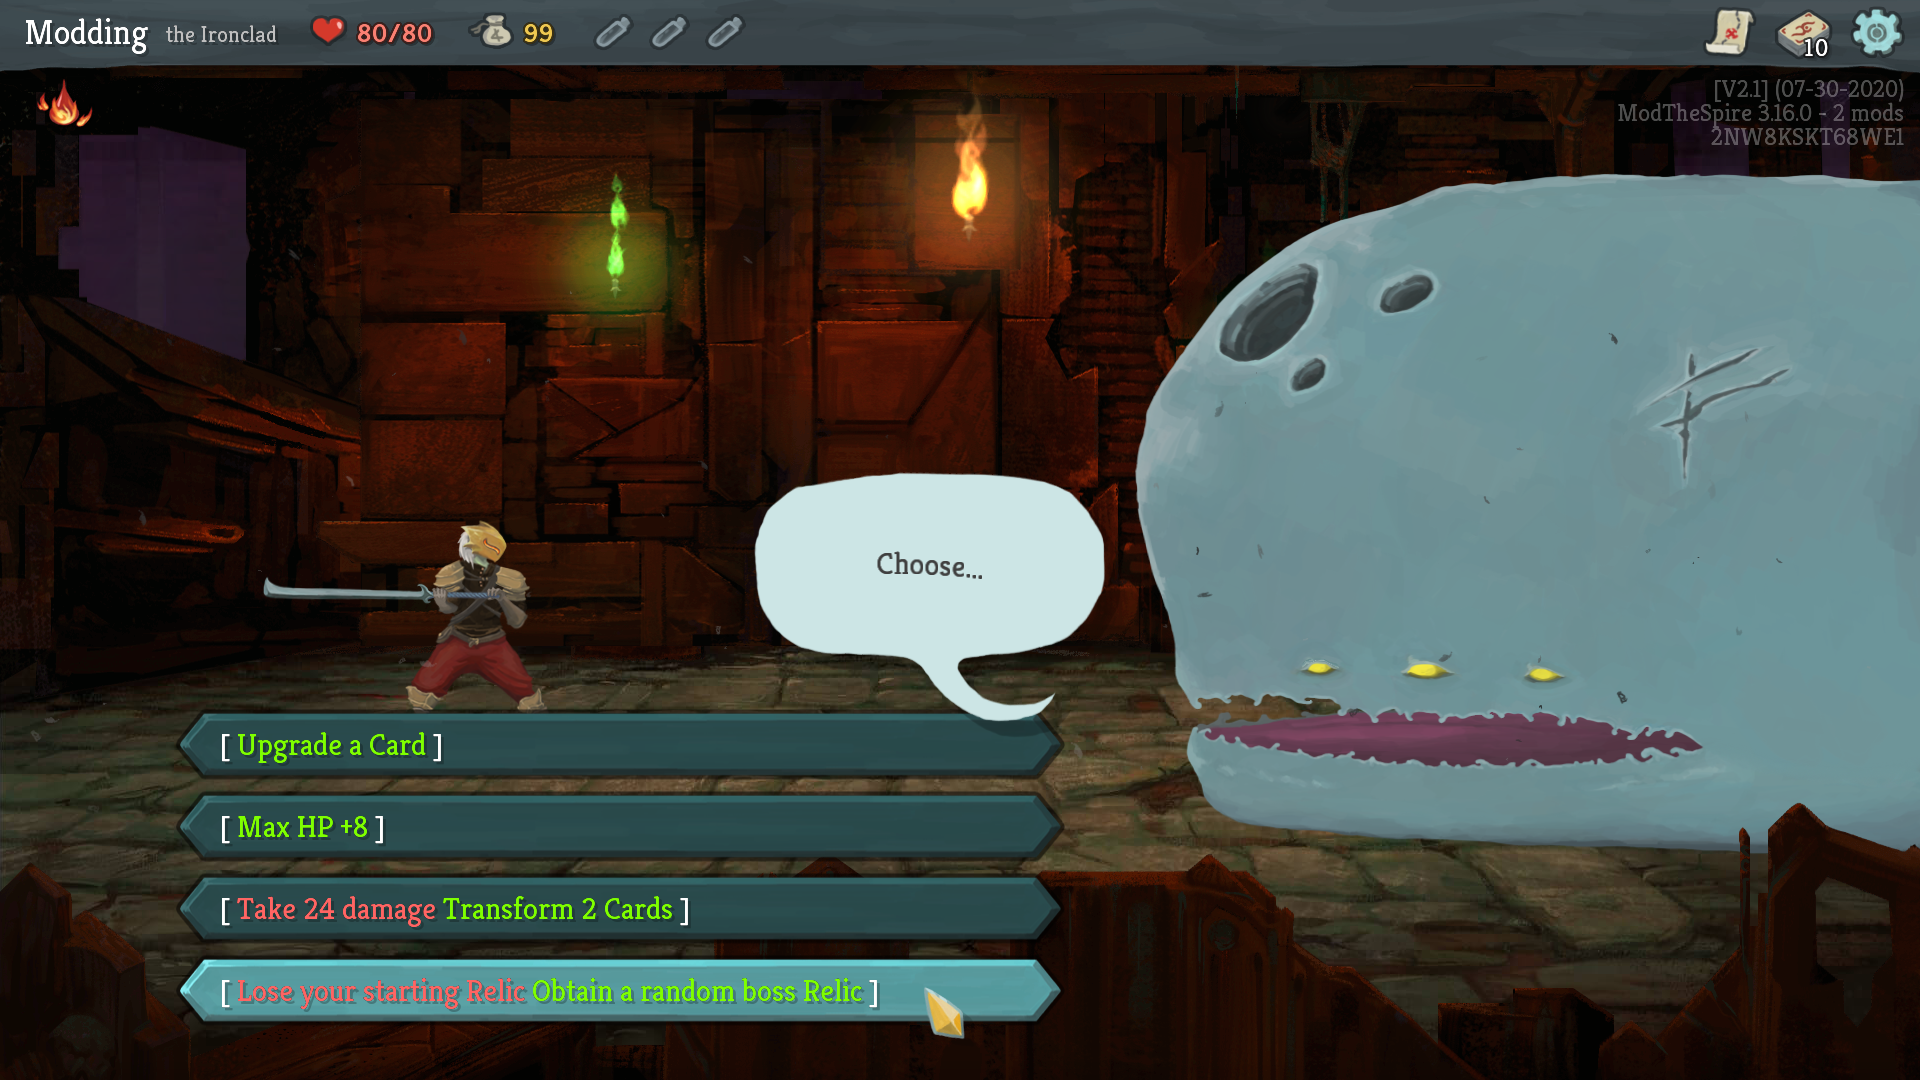 Modding the Ironclad 80/80 99
10
[V2.1] (07-30-2020)
ModTheSpire 3.16.0 - 2 mods
2NW8KSKT68WE1
Choose...
[ Upgrade a Card ]
[ Max HP +8 ]
[ Take 24 damage Transform 2 Cards ]
[ Lose your starting Relic Obtain a random boss Relic ]